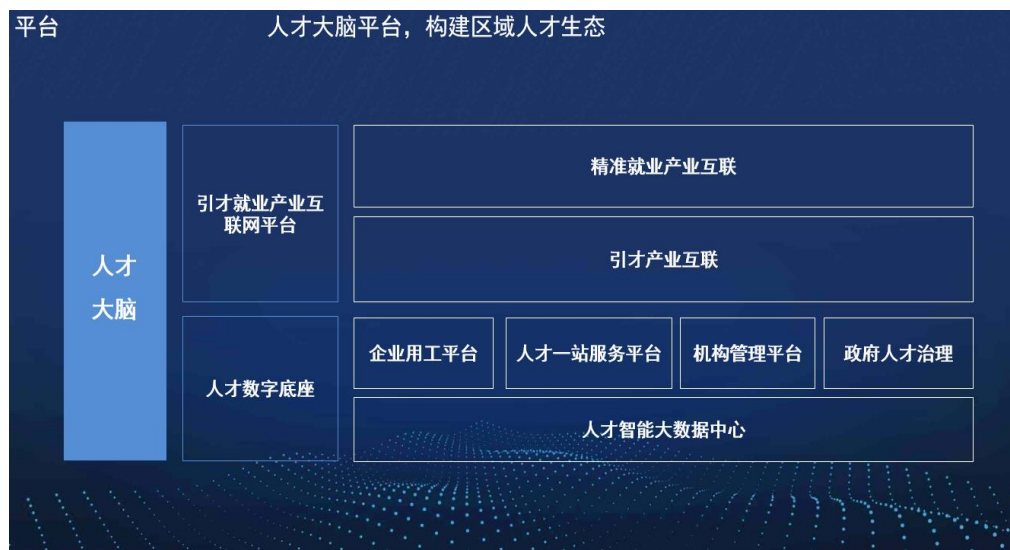 平台
人才大脑平台，构建区域人才生态
人才
大脑
引才就业产业互
联网平台
精准就业产业互联
引才产业互联
人才数字底座
企业用工平台
人才一站服务平台
机构管理平台
政府人才治理
人才智能大数据中心